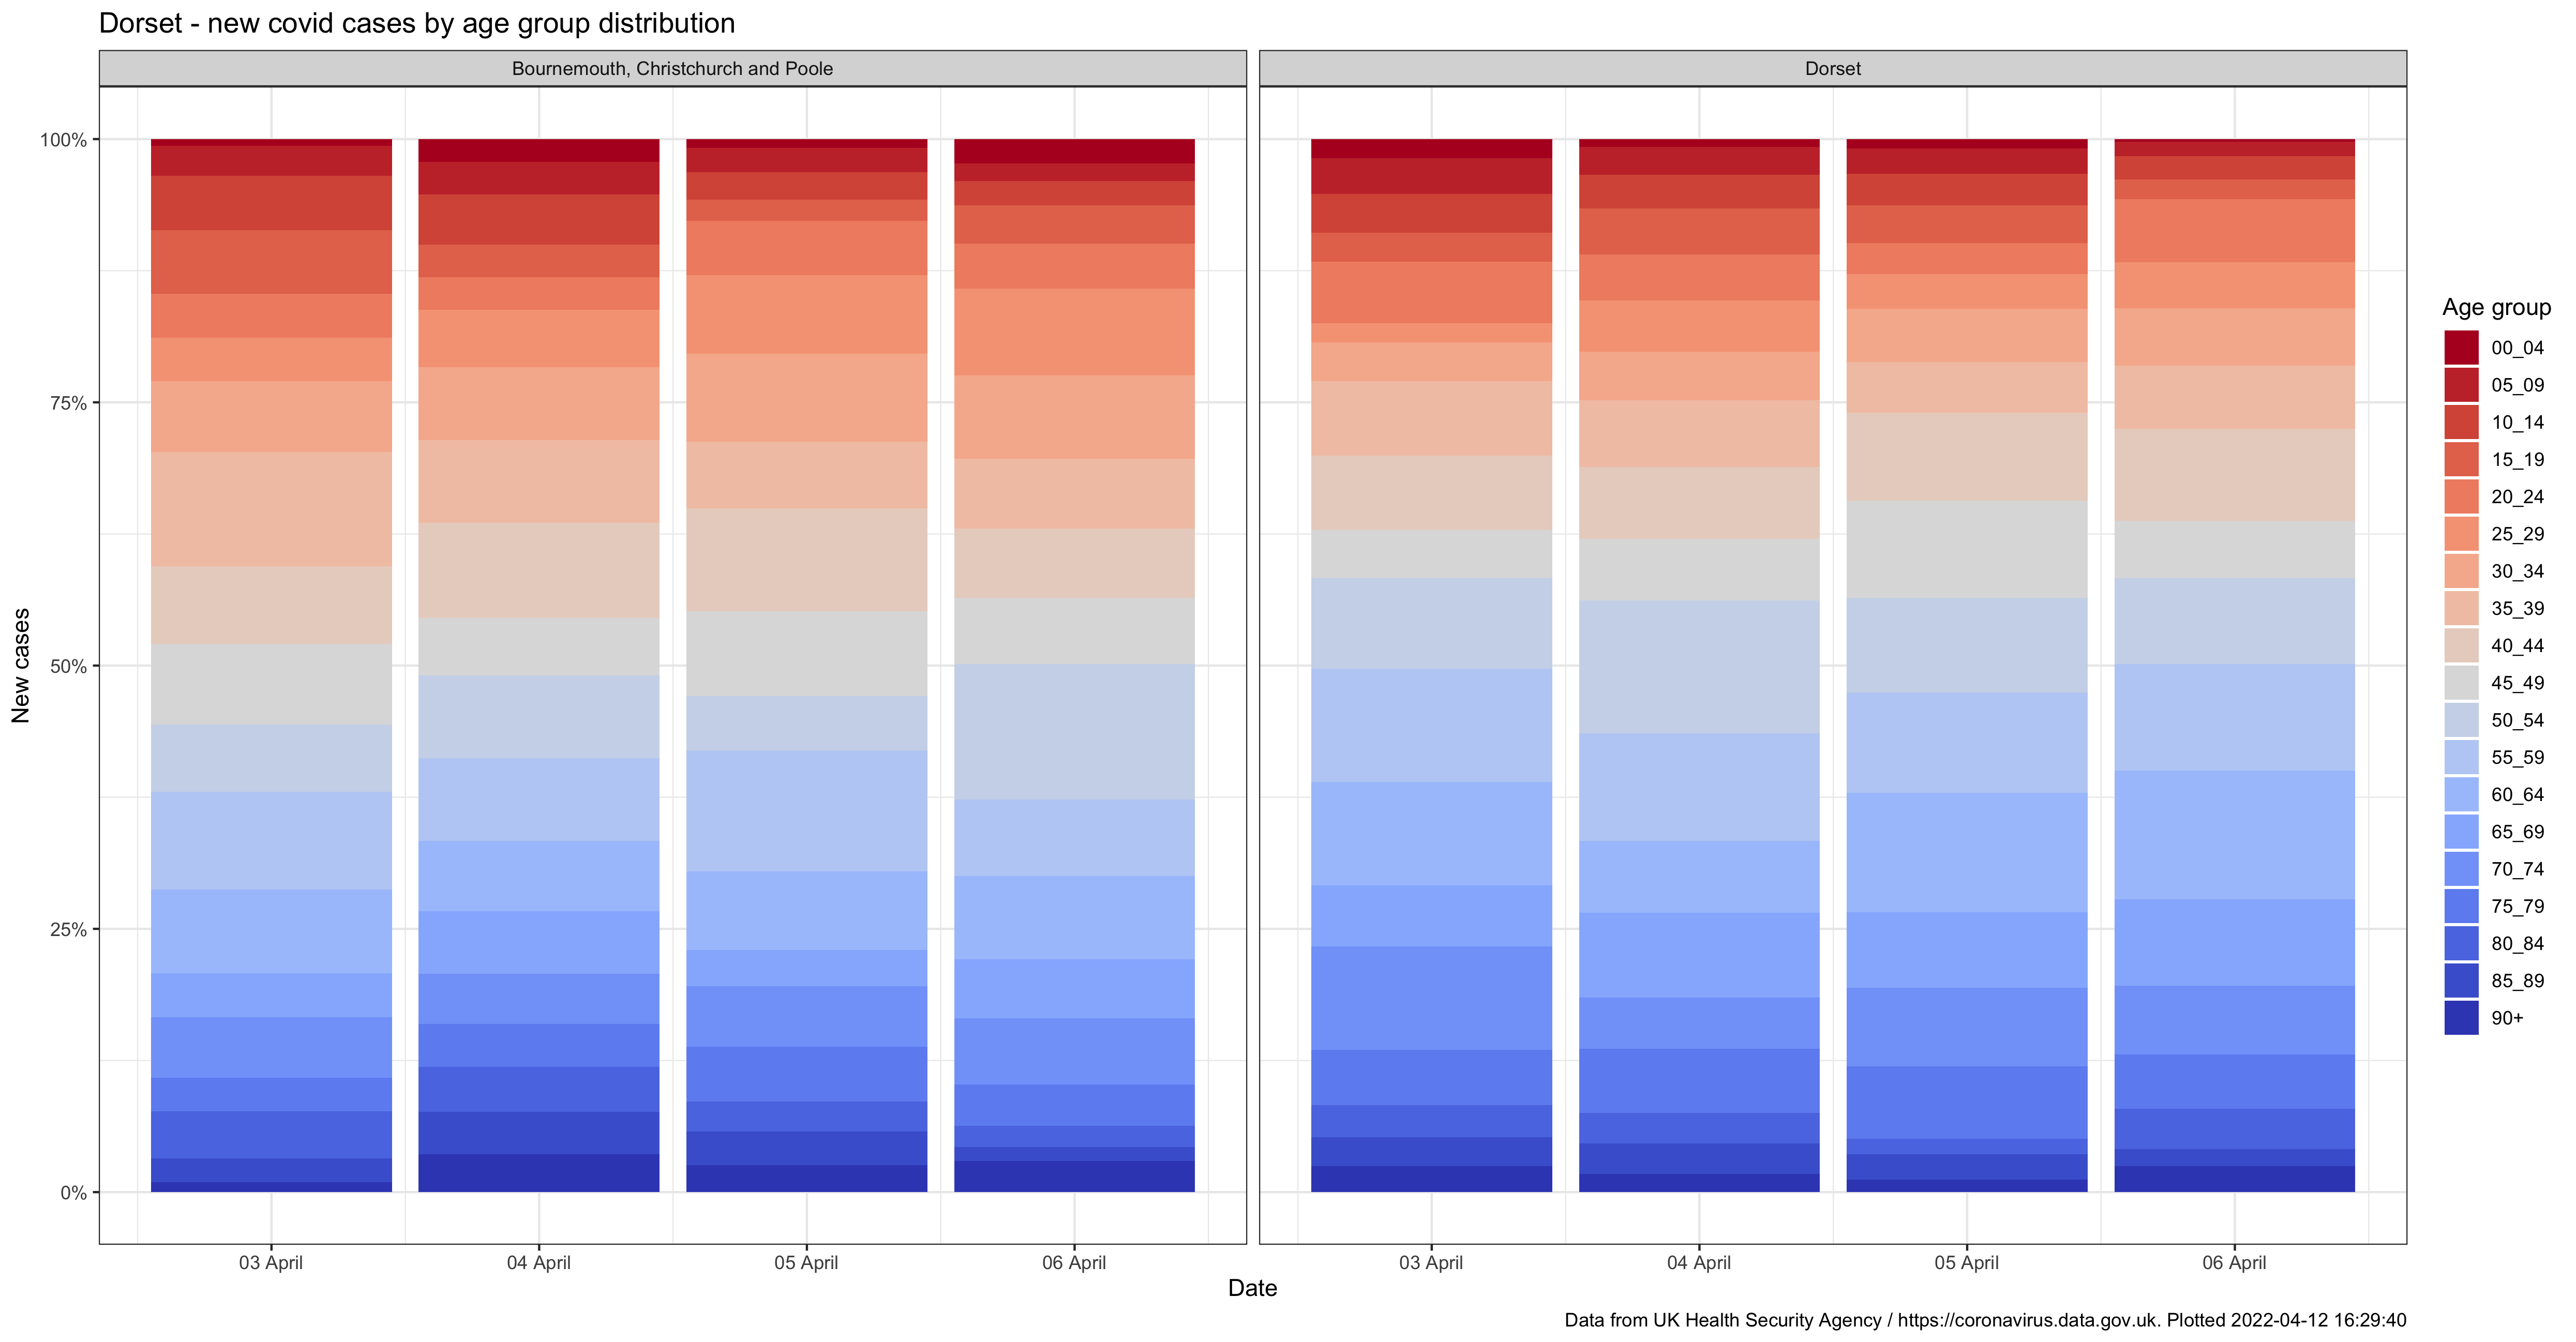 Dorset - new covid cases by age group distribution
Bournemouth, Christchurch and Poole
Dorset
New cases
100%
75%
50%
25%
0%
03 April
04 April
05 April
06 April
03 April
04 April
05 April
06 April
Date
Age group
00_04
05_09
10_14
15_19
20_24
25_29
30_34
35_39
40_44
45_49
50_54
55_59
60_64
65_69
70_74
75_79
80_84
85_89
90+
Data from UK Health Security Agency / https://coronavirus.data.gov.uk. Plotted 2022-04-12 16:29:40